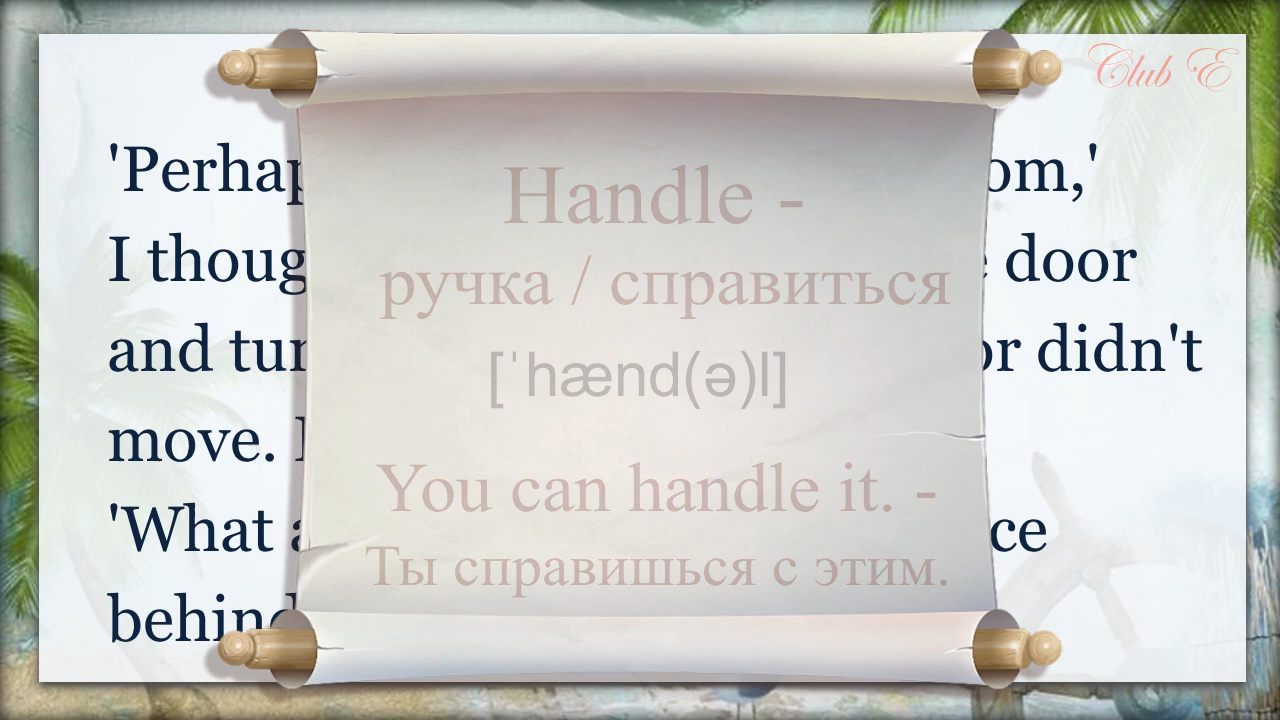 Club E
'Perhap om,'
I thoug door
and tur or didn't
move.
'What ce
behind
Handle -
ручка / справиться
[ˈhænd(ə)l]
You can handle it. -
Ты справишься с этим.